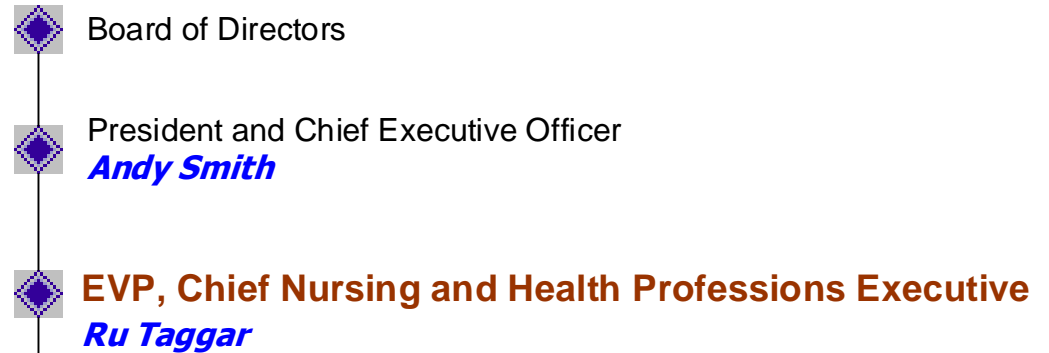 Board of Directors
President and Chief Executive Officer
Andy Smith
EVP, Chief Nursing and Health Professions Executive
Ru Taggar